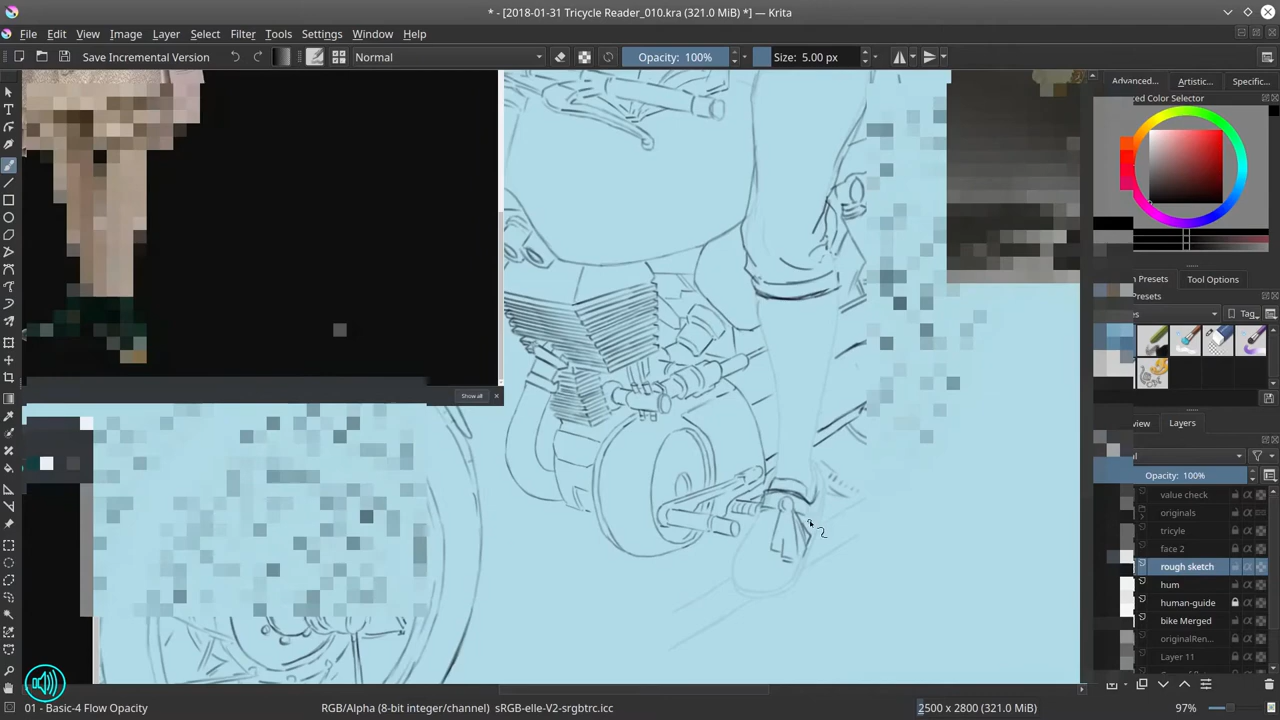 * - [2018-01-31 Tricycle Reader_010.kra (321.0 MiB) *] — Krita
File Edit View Image Layer Select Filter Tools Settings Window Help
Save Incremental Version
Normal
Opacity: 100%
Size: 5.00 px
Advanced...
Artistic...
Specific...
ed Color Selector
Presets
Tool Options
Presets
Tag
Show all
Layers
Opacity: 100%
value check
originals
tricyle
face 2
rough sketch
hum
human-guide
bike Merged
originalRen...
Layer 11
01 - Basic-4 Flow Opacity
RGB/Alpha (8-bit integer/channel) sRGB-elle-V2-srgbtrc.icc
2500 x 2800 (321.0 MiB)
97%